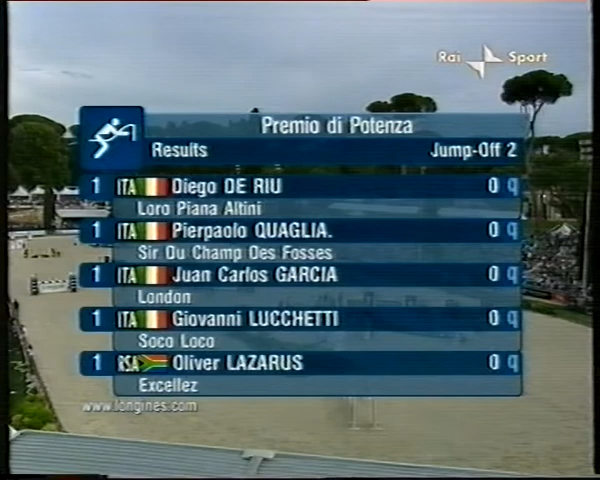 Rai Sport
Premio di Potenza
Results Jump-Off 2
1 ITA Diego DE RIU 0 q
Loro Piana Altini
1 ITA Pierpaolo QUAGLIA. 0 q
Sir Du Champ Des Fosses
1 ITA Juan Carlos GARCIA 0 q
London
1 ITA Giovanni LUCCHETTI 0 q
Soco Loco
1 RSA Oliver LAZARUS 0 q
Excellez
www.longines.com